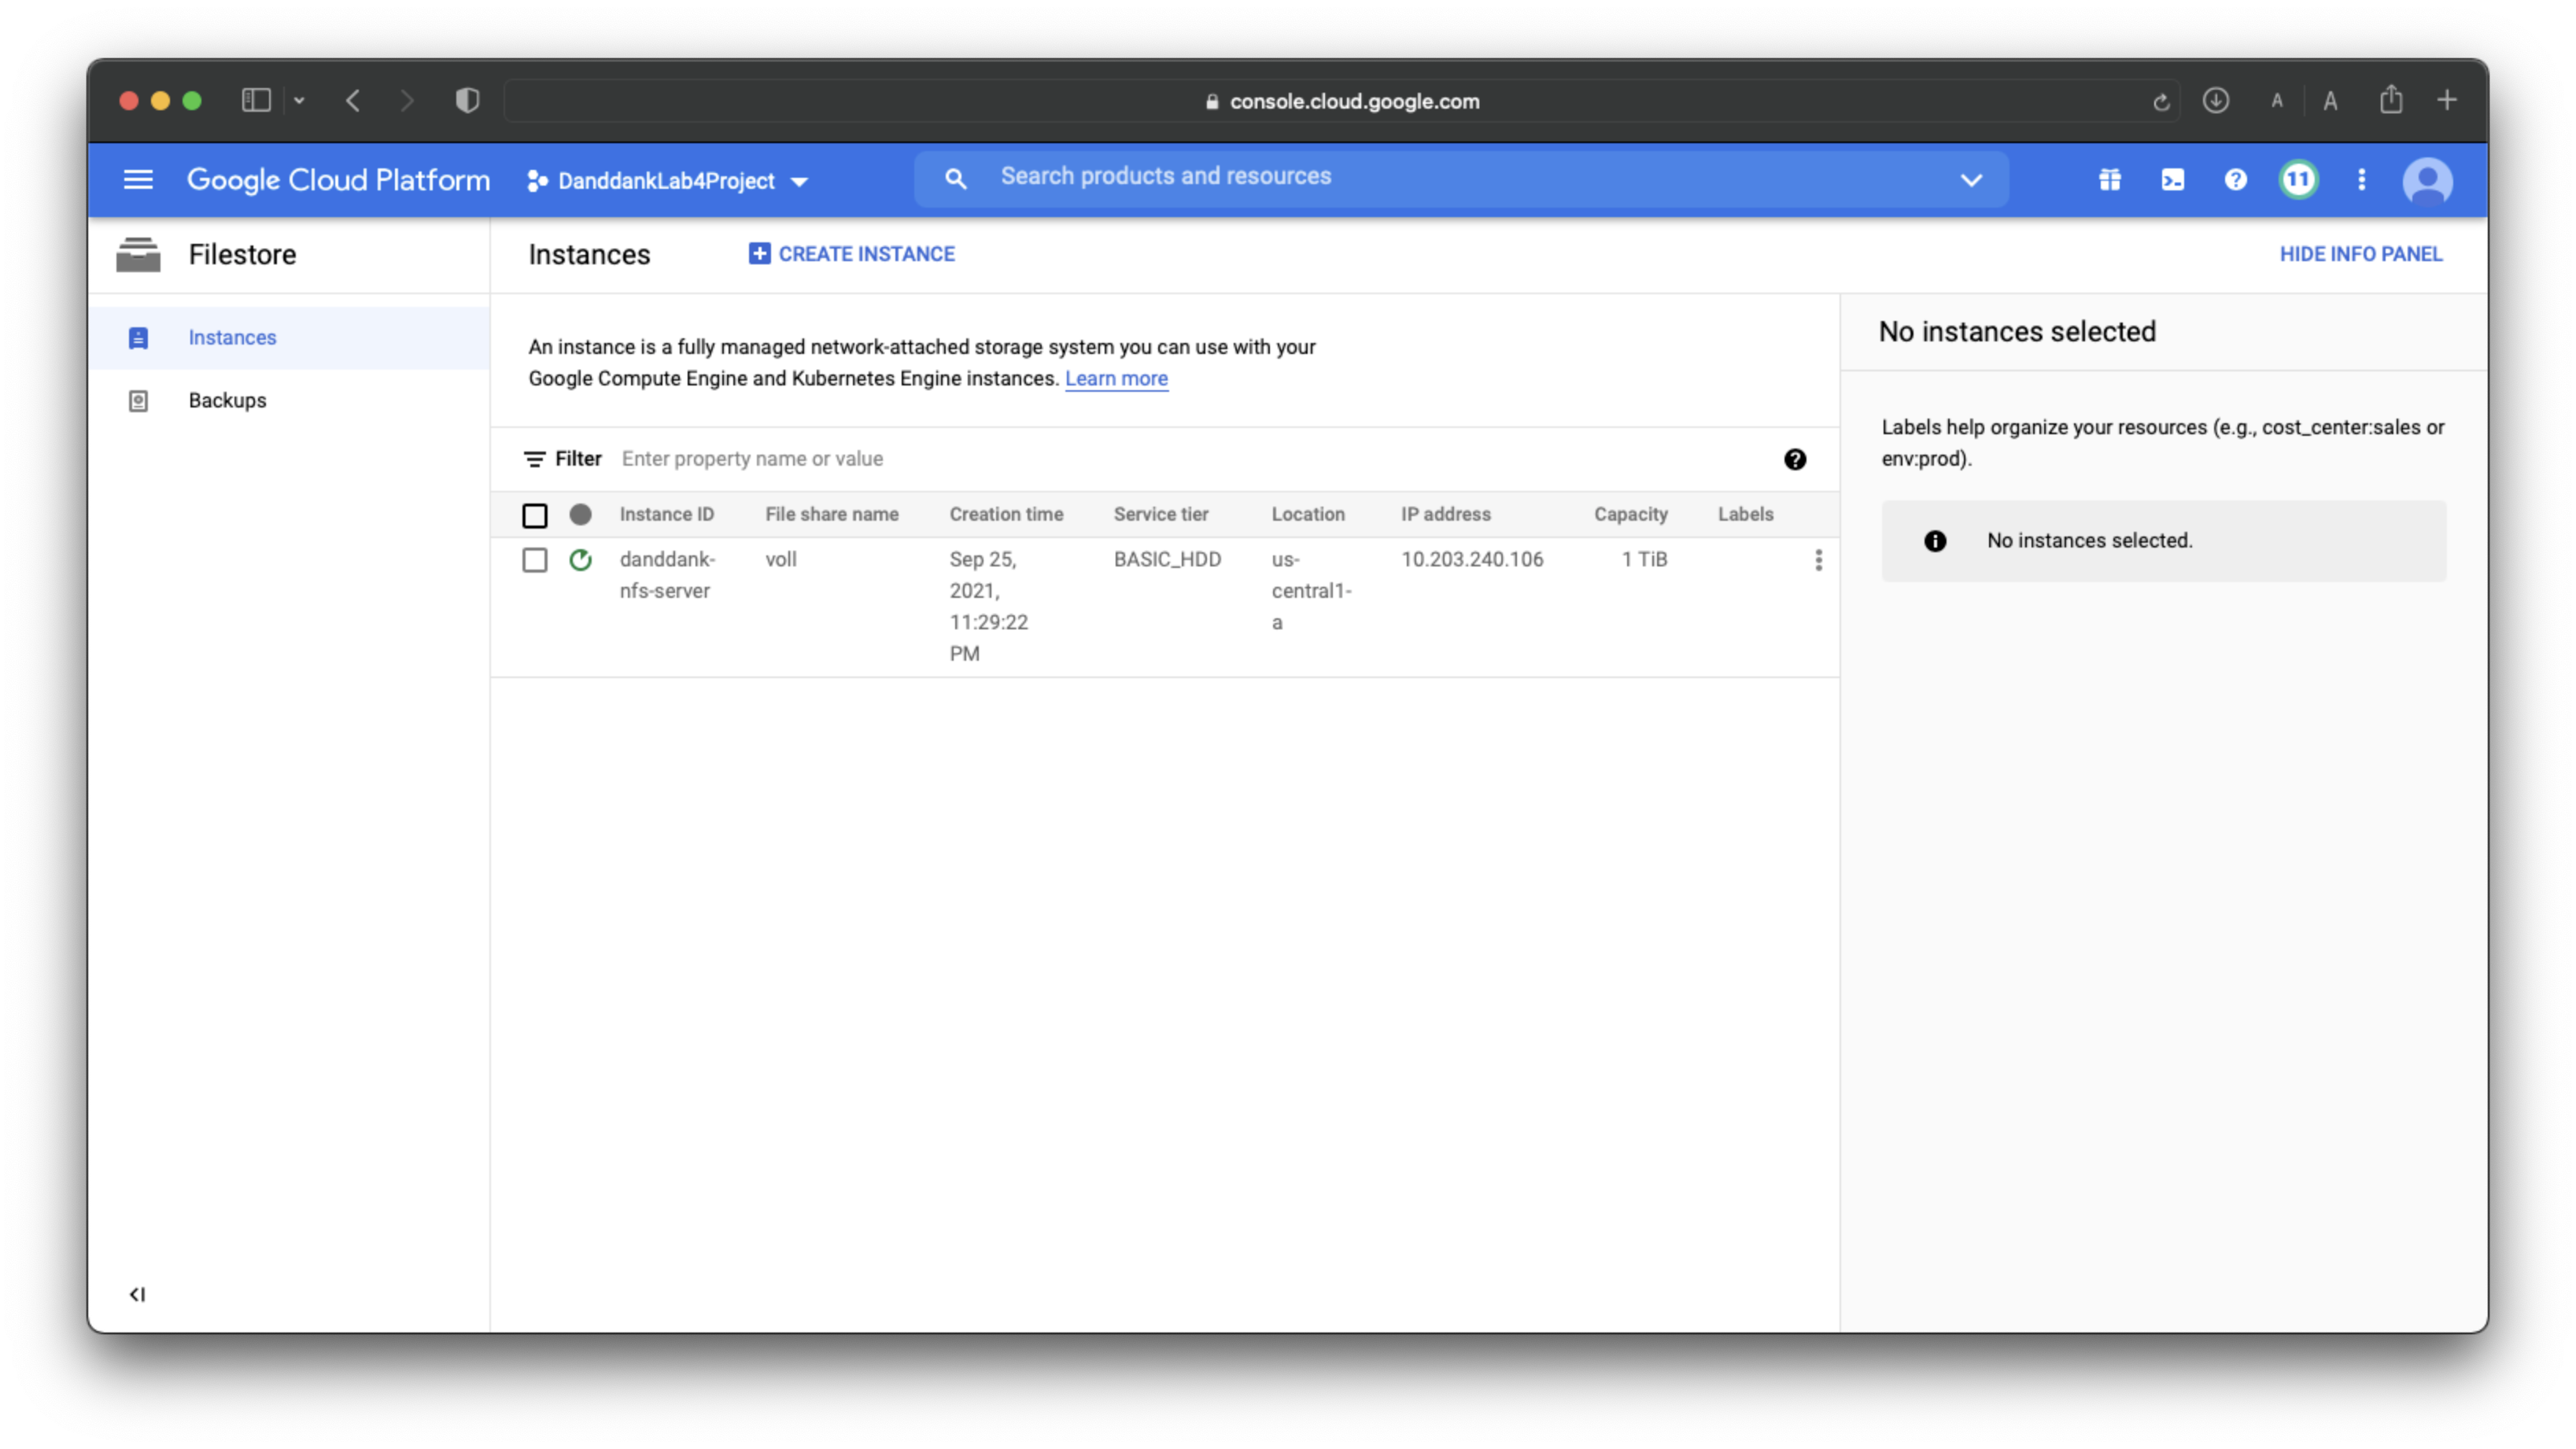 console.cloud.google.com
A
A
Google Cloud Platform
DanddankLab4Project
Search products and resources
11
Filestore
Instances
CREATE INSTANCE
HIDE INFO PANEL
Instances
Backups
An instance is a fully managed network-attached storage system you can use with your
Google Compute Engine and Kubernetes Engine instances. Learn more
Filter
Enter property name or value
Instance ID
File share name
Creation time
Service tier
Location
IP address
Capacity
Labels
danddank-
nfs-server
voll
Sep 25,
2021,
11:29:22
PM
BASIC_HDD
us-
central1-
a
10.203.240.106
1 TiB
No instances selected
Labels help organize your resources (e.g., cost_center:sales or
env:prod).
No instances selected.